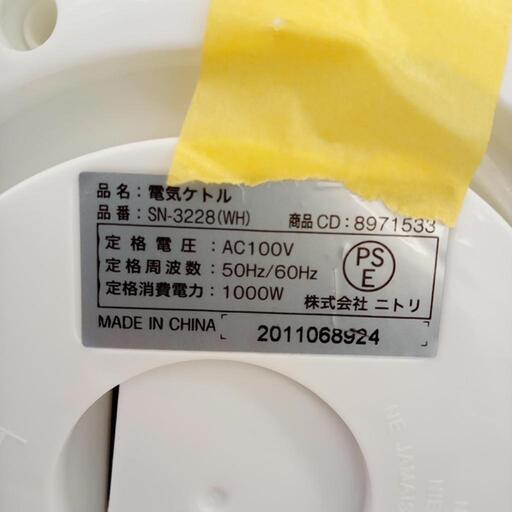 品名：電気ケトル
品番：SN-3228(WH) 商品CD：8971533
定格電圧：AC100V
定格周波数：50Hz/60Hz
定格消費電力：1000W
PS
E
株式会社 ニトリ
MADE IN CHINA
2011068924
NE JAMAIS